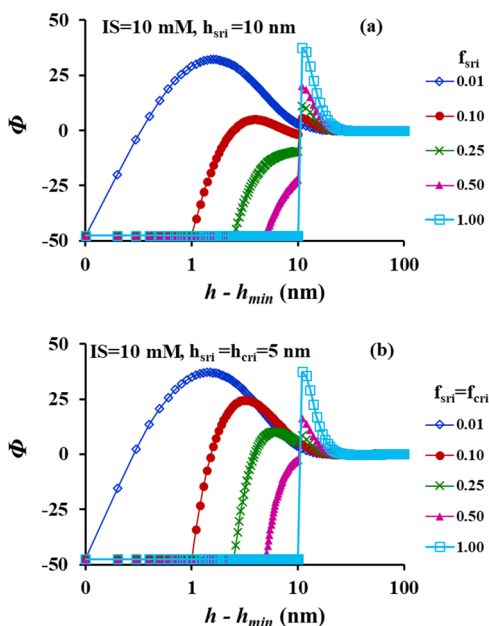 IS=10 mM, hsri=10 nm
(a)
fsri
0.01
0.10
0.25
0.50
1.00
Φ
50
25
0
-25
-50
0
1
10
100
h - hmin (nm)
IS=10 mM, hsri=hcri=5 nm
(b)
fsri=fcri
0.01
0.10
0.25
0.50
1.00
Φ
50
25
0
-25
-50
0
1
10
100
h - hmin (nm)